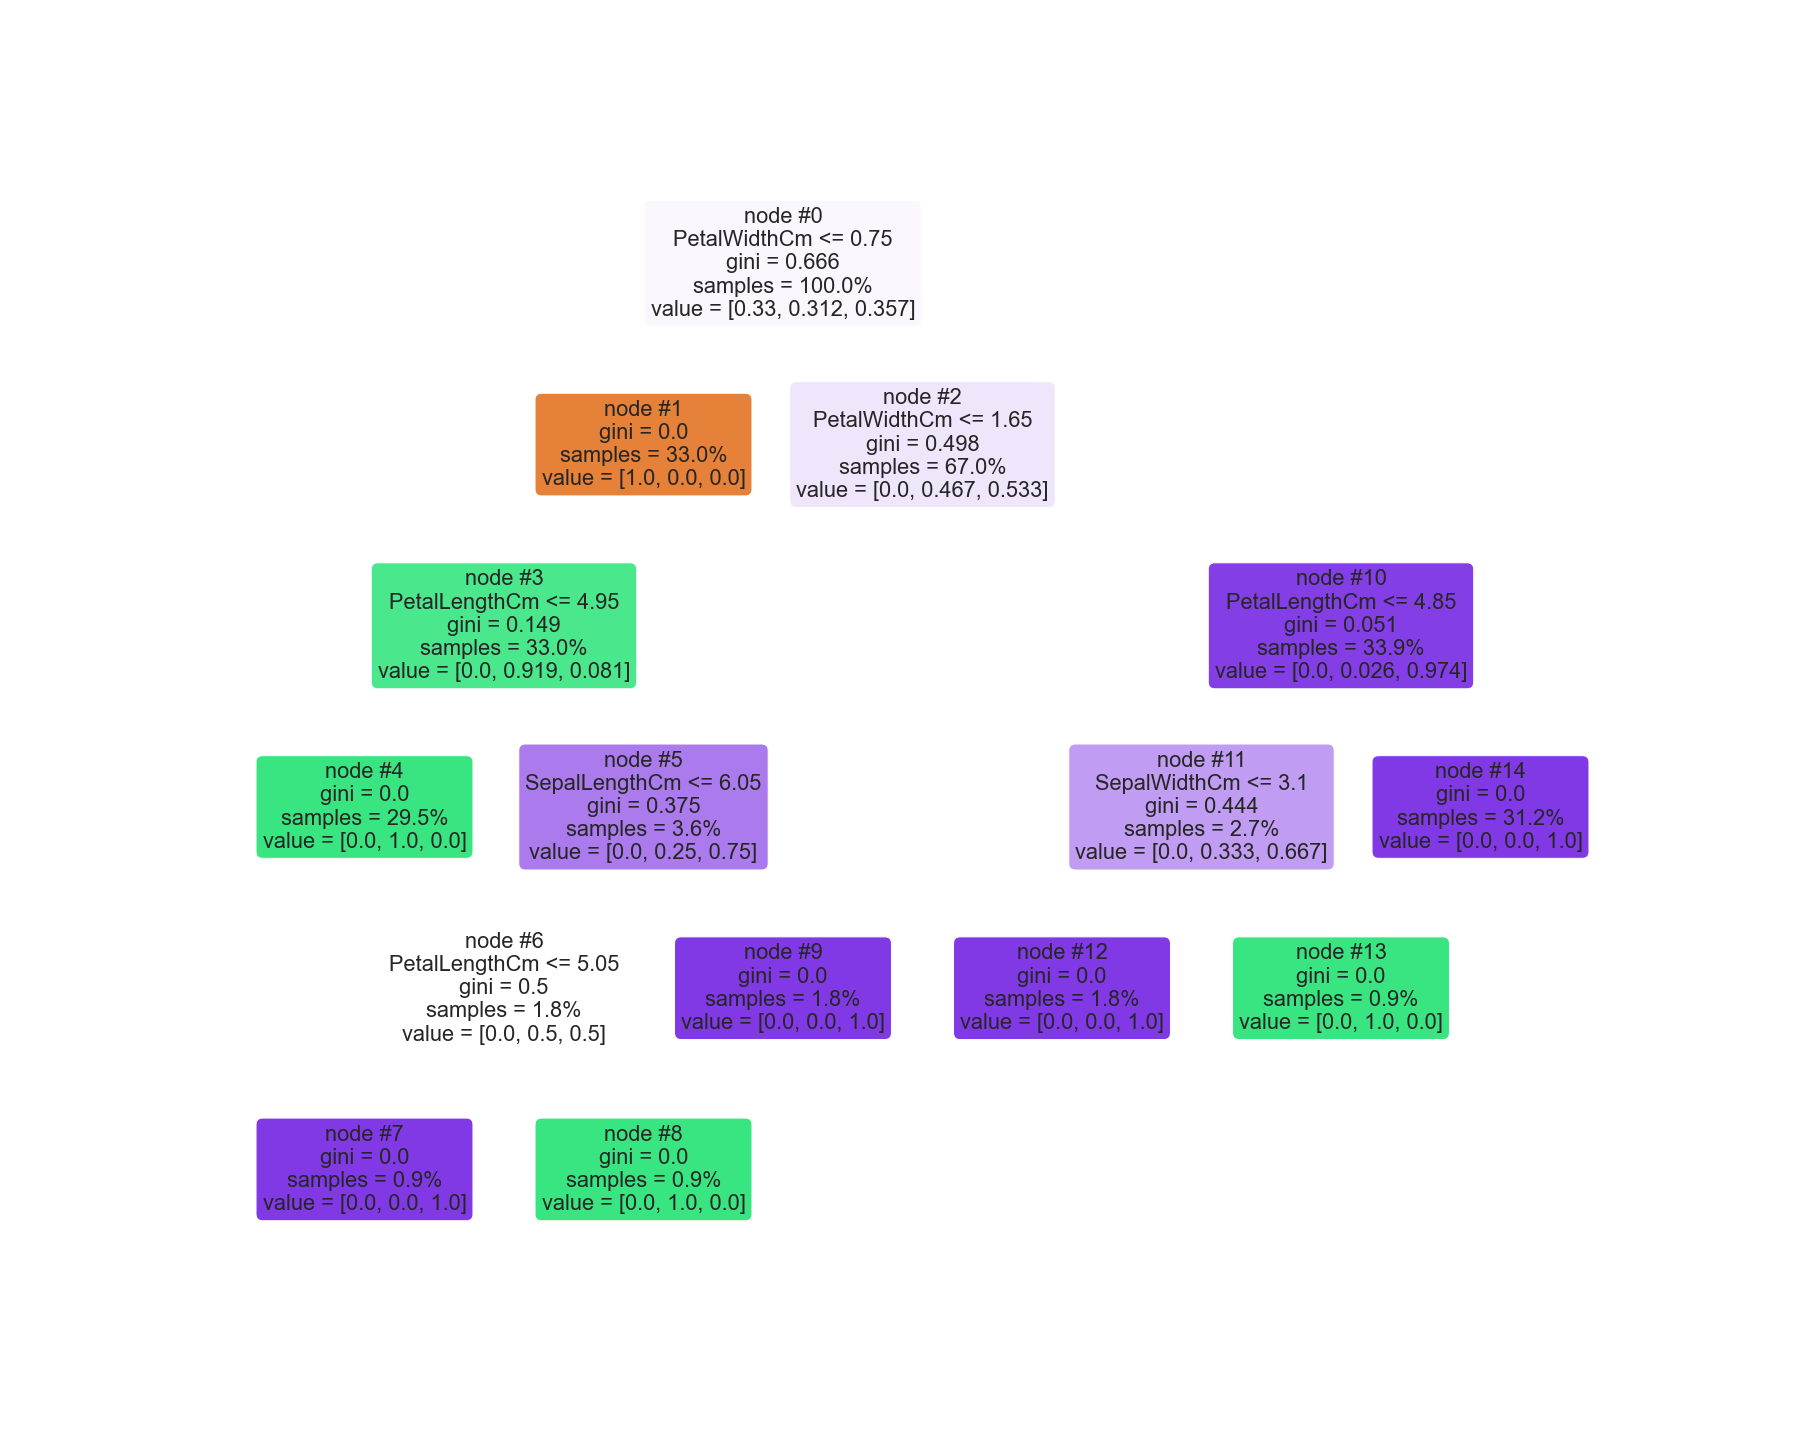 node #0
PetalWidthCm <= 0.75
gini = 0.666
samples = 100.0%
value = [0.33, 0.312, 0.357]
node #1
gini = 0.0
samples = 33.0%
value = [1.0, 0.0, 0.0]
node #2
PetalWidthCm <= 1.65
gini = 0.498
samples = 67.0%
value = [0.0, 0.467, 0.533]
node #3
PetalLengthCm <= 4.95
gini = 0.149
samples = 33.0%
value = [0.0, 0.919, 0.081]
node #10
PetalLengthCm <= 4.85
gini = 0.051
samples = 33.9%
value = [0.0, 0.026, 0.974]
node #4
gini = 0.0
samples = 29.5%
value = [0.0, 1.0, 0.0]
node #5
SepalLengthCm <= 6.05
gini = 0.375
samples = 3.6%
value = [0.0, 0.25, 0.75]
node #11
SepalWidthCm <= 3.1
gini = 0.444
samples = 2.7%
value = [0.0, 0.333, 0.667]
node #14
gini = 0.0
samples = 31.2%
value = [0.0, 0.0, 1.0]
node #6
PetalLengthCm <= 5.05
gini = 0.5
samples = 1.8%
value = [0.0, 0.5, 0.5]
node #9
gini = 0.0
samples = 1.8%
value = [0.0, 0.0, 1.0]
node #12
gini = 0.0
samples = 1.8%
value = [0.0, 0.0, 1.0]
node #13
gini = 0.0
samples = 0.9%
value = [0.0, 1.0, 0.0]
node #7
gini = 0.0
samples = 0.9%
value = [0.0, 0.0, 1.0]
node #8
gini = 0.0
samples = 0.9%
value = [0.0, 1.0, 0.0]